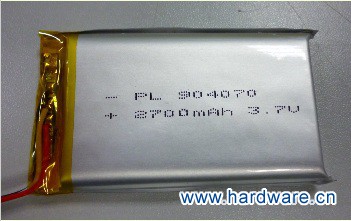 - PL 904070
+ 2700mAh 3.7V
www.hardware.cn